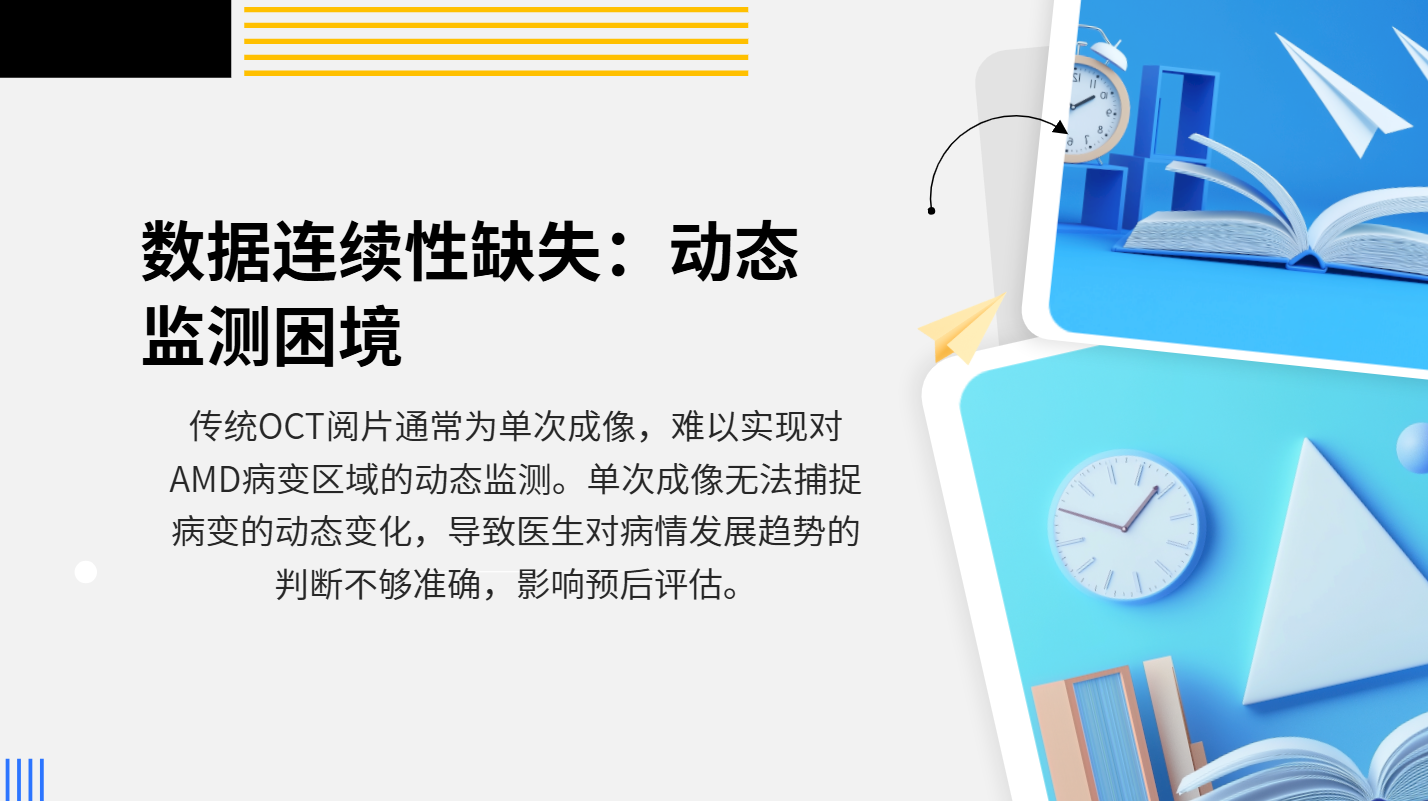 数据连续性缺失：动态
监测困境
传统OCT阅片通常为单次成像，难以实现对
AMD病变区域的动态监测。单次成像无法捕捉
病变的动态变化，导致医生对病情发展趋势的
判断不够准确，影响预后评估。